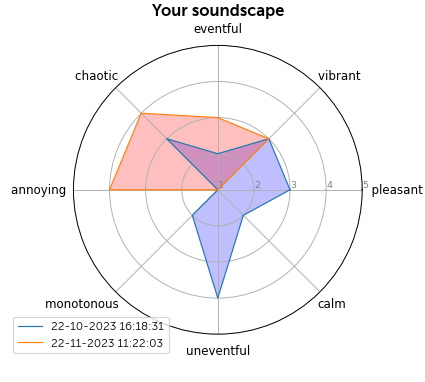 Your soundscape
eventful
chaotic
vibrant
annoying
1 2 3 4 5
pleasant
monotonous
calm
uneventful
22-10-2023 16:18:31
22-11-2023 11:22:03